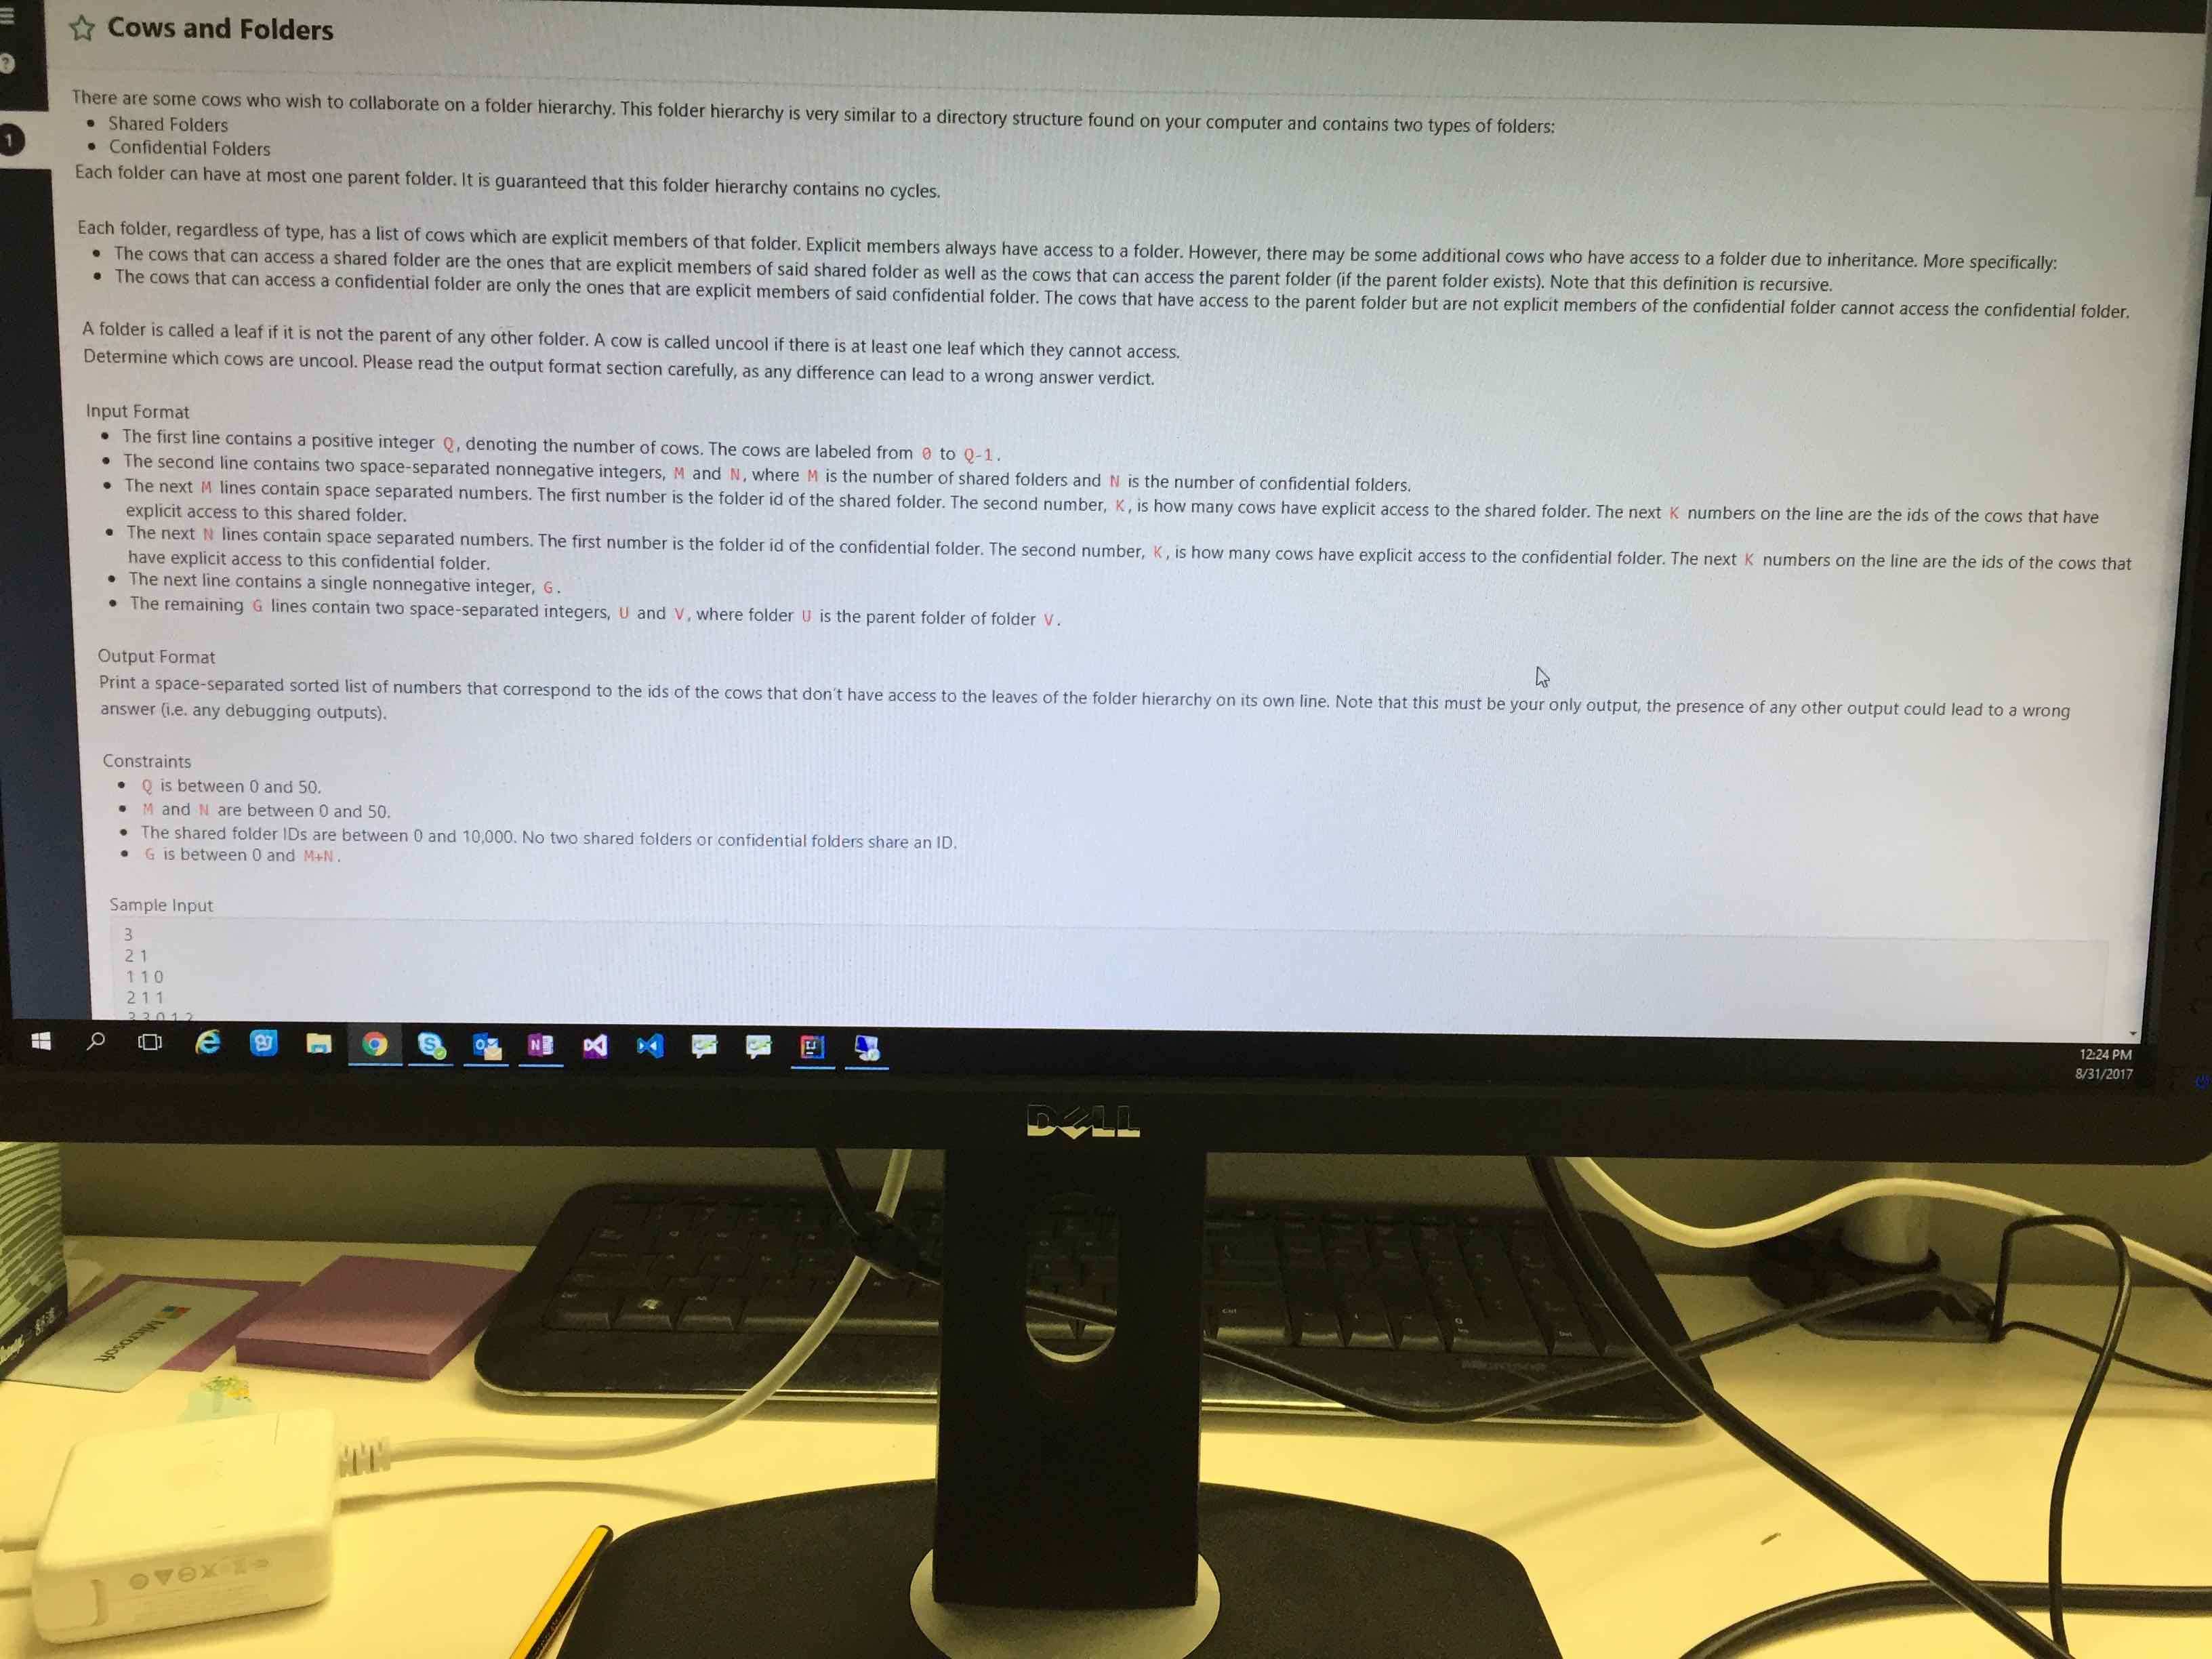 Cows and Folders
There are some cows who wish to collaborate on a folder hierarchy. This folder hierarchy is very similar to a directory structure found on your computer and contains two types of folders:
• Shared Folders
• Confidential Folders
1
Each folder can have at most one parent folder. It is guaranteed that this folder hierarchy contains no cycles.
Each folder, regardless of type, has a list of cows which are explicit members of that folder. Explicit members always have access to a folder. However, there may be some additional cows who have access to a folder due to inheritance. More specifically:
• The cows that can access a shared folder are the ones that are explicit members of said shared folder as well as the cows that can access the parent folder (if the parent folder exists). Note that this definition is recursive.
• The cows that can access a confidential folder are only the ones that are explicit members of said confidential folder. The cows that have access to the parent folder but are not explicit members of the confidential folder cannot access the confidential folder.
A folder is called a leaf if it is not the parent of any other folder. A cow is called uncool if there is at least one leaf which they cannot access.
Determine which cows are uncool. Please read the output format section carefully, as any difference can lead to a wrong answer verdict.
Input Format
• The first line contains a positive integer Q, denoting the number of cows. The cows are labeled from 0 to Q-1.
• The second line contains two space-separated nonnegative integers, M and N, where M is the number of shared folders and N is the number of confidential folders.
• The next M lines contain space separated numbers. The first number is the folder id of the shared folder. The second number, K, is how many cows have explicit access to the shared folder. The next K numbers on the line are the ids of the cows that have
explicit access to this shared folder.
• The next N lines contain space separated numbers. The first number is the folder id of the confidential folder. The second number, K, is how many cows have explicit access to the confidential folder. The next K numbers on the line are the ids of the cows that
have explicit access to this confidential folder.
• The next line contains a single nonnegative integer, G.
• The remaining G lines contain two space-separated integers, U and V, where folder U is the parent folder of folder V.
Output Format
Print a space-separated sorted list of numbers that correspond to the ids of the cows that don't have access to the leaves of the folder hierarchy on its own line. Note that this must be your only output, the presence of any other output could lead to a wrong
answer (i.e. any debugging outputs).
Constraints
• Q is between 0 and 50.
• M and N are between 0 and 50.
• The shared folder IDs are between 0 and 10,000. No two shared folders or confidential folders share an ID.
• G is between 0 and M+N.
Sample Input
3
2 1
1 1 0
2 1 1
3 3 0 1 2
12:24 PM
8/31/2017
DELL
Microsoft